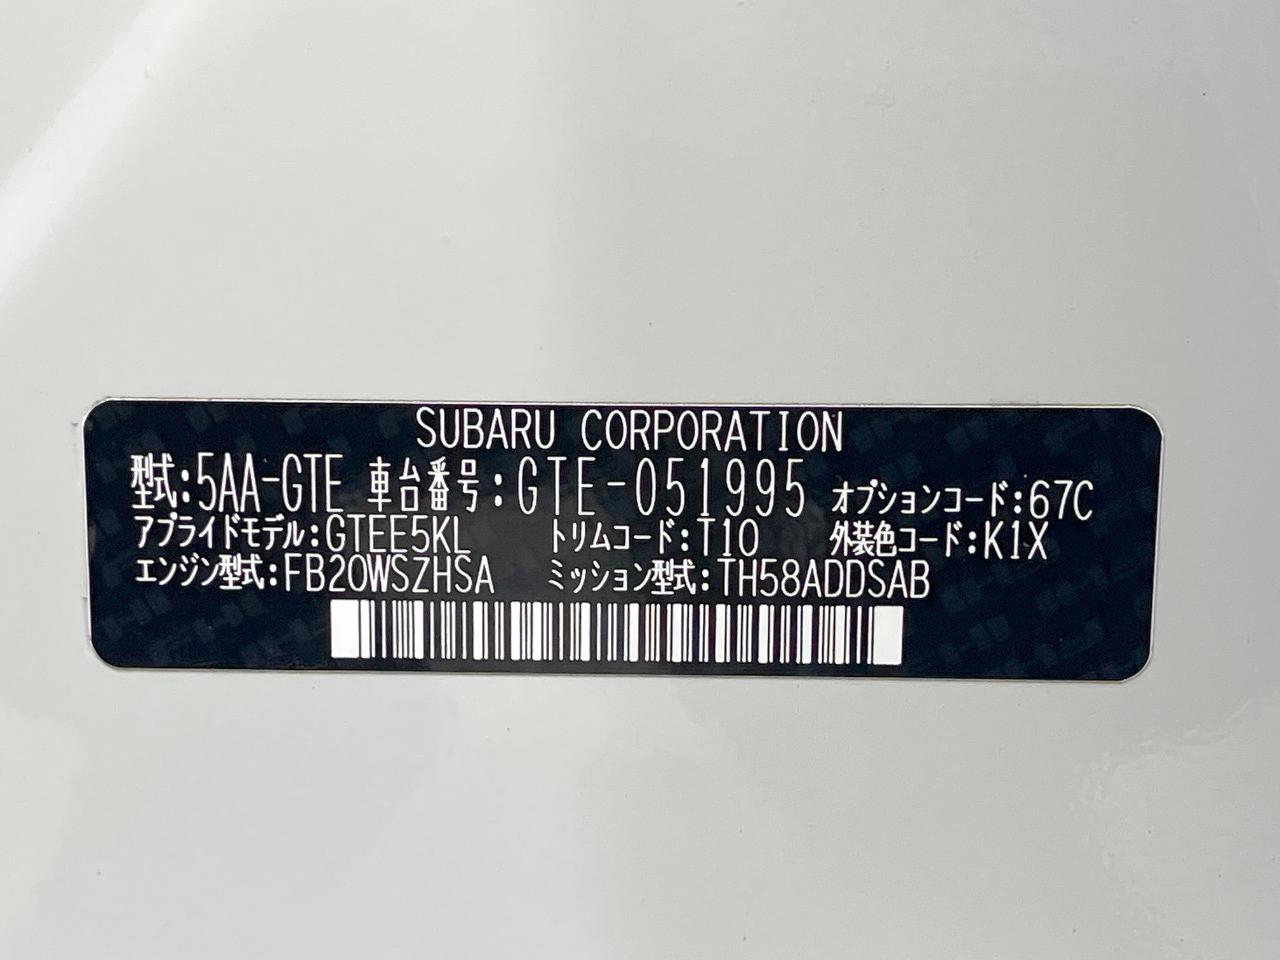 SUBARU CORPORATION
型式:5AA-GTE 車台番号:GTE-051995 オプションコード:67C
アプライドモデル:GTEE5KL トリムコード:T10 外装色コード:K1X
エンジン型式:FB20WSZHSA ミッション型式:TH58ADDSAB